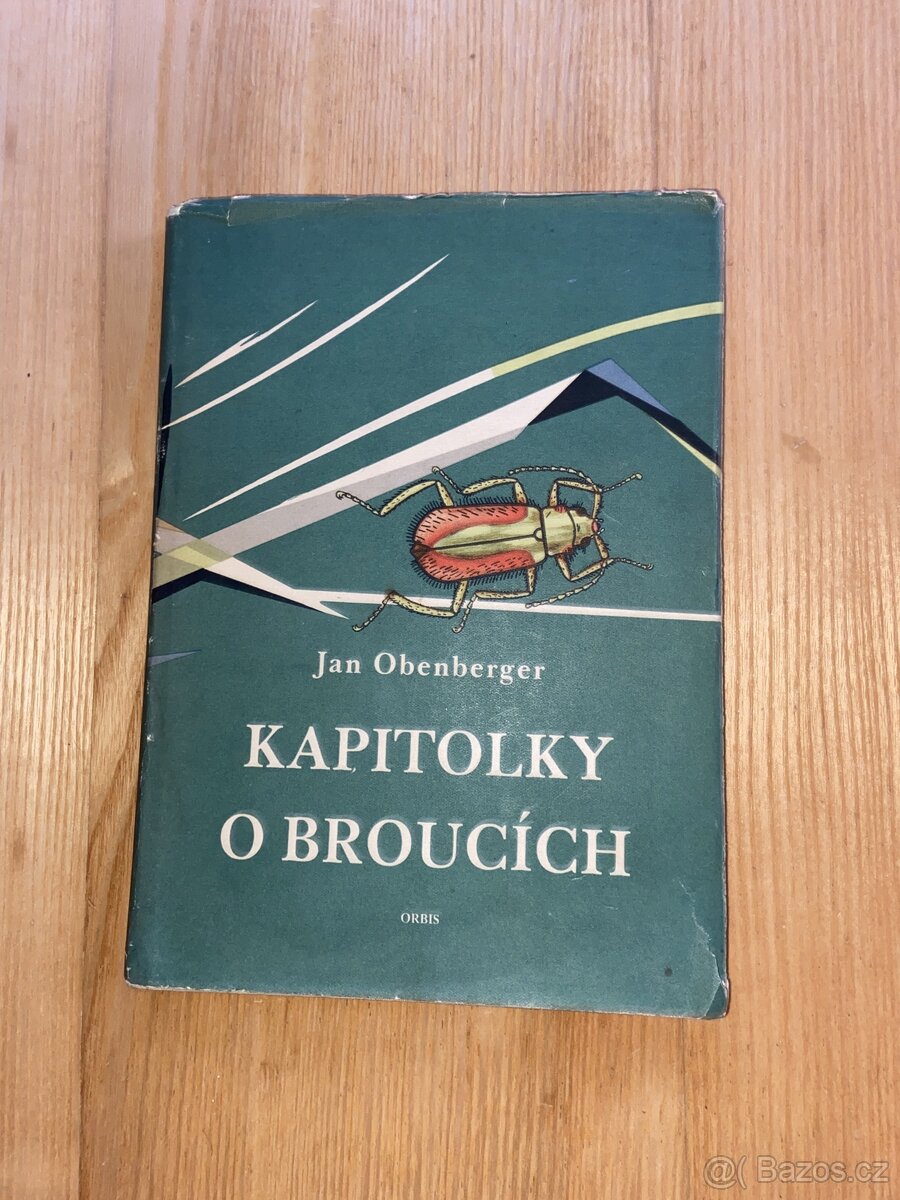 Jan Obenberger
KAPITOLKY
O BROUCÍCH
ORBIS
@( Bazos.cz